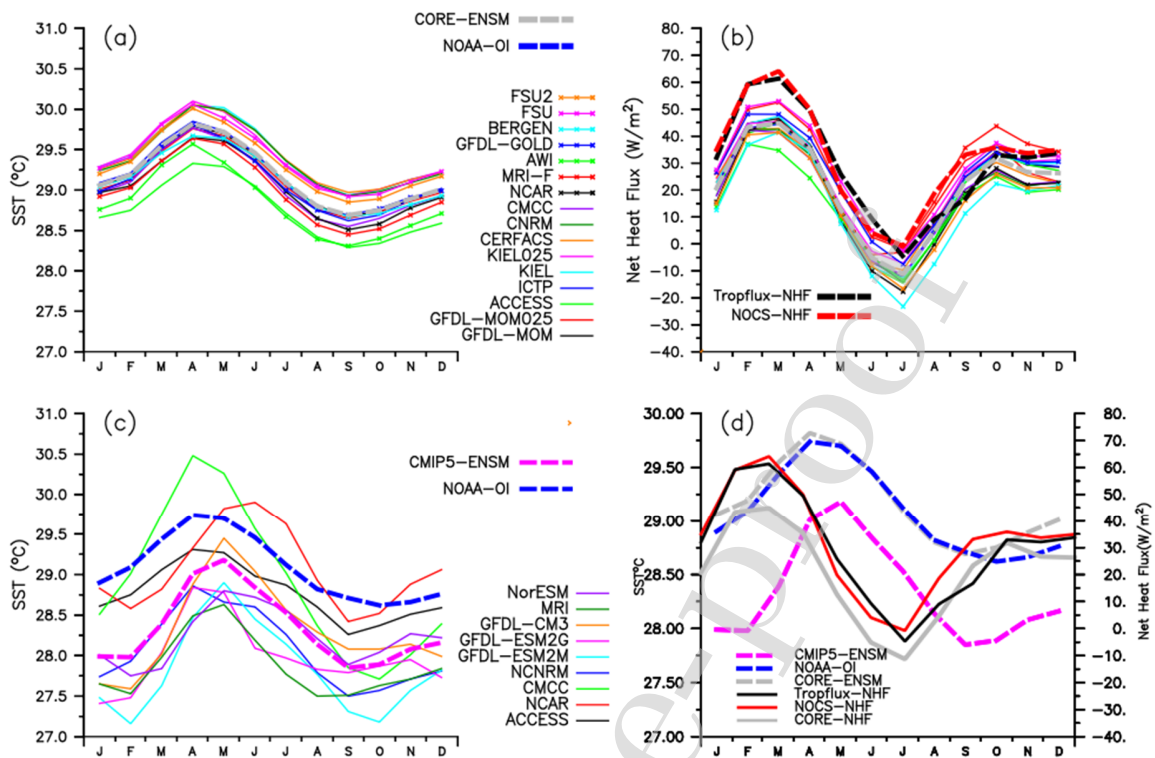 (a)
SST (°C)
31.0
30.5
30.0
29.5
29.0
28.5
28.0
27.5
27.0
J F M A M J J A S O N D
CORE-ENSM
NOAA-OI
FSU2
FSU
BERGEN
GFDL-GOLD
AWI
MRI-F
NCAR
CMCC
CNRM
CERFACS
KIEL025
KIEL
ICTP
ACCESS
GFDL-MOM025
GFDL-MOM
(b)
Net Heat Flux (W/m²)
80.
70.
60.
50.
40.
30.
20.
10.
0.
-10.
-20.
-30.
-40.
Tropflux-NHF
NOCS-NHF
J F M A M J J A S O N D
(c)
SST (°C)
31.0
30.5
30.0
29.5
29.0
28.5
28.0
27.5
27.0
J F M A M J J A S O N D
CMIP5-ENSM
NOAA-OI
NorESM
MRI
GFDL-CM3
GFDL-ESM2G
GFDL-ESM2M
NCNRM
CMCC
NCAR
ACCESS
(d)
SST°C
30.00
29.50
29.00
28.50
28.00
27.50
27.00
CMIP5-ENSM
NOAA-OI
CORE-ENSM
Tropflux-NHF
NOCS-NHF
CORE-NHF
J F M A M J J A S O N D
80.
70.
60.
50.
40.
30.
20.
10.
0.
-10.
-20.
-30.
-40.
Net Heat Flux(W/m²)
e-proof